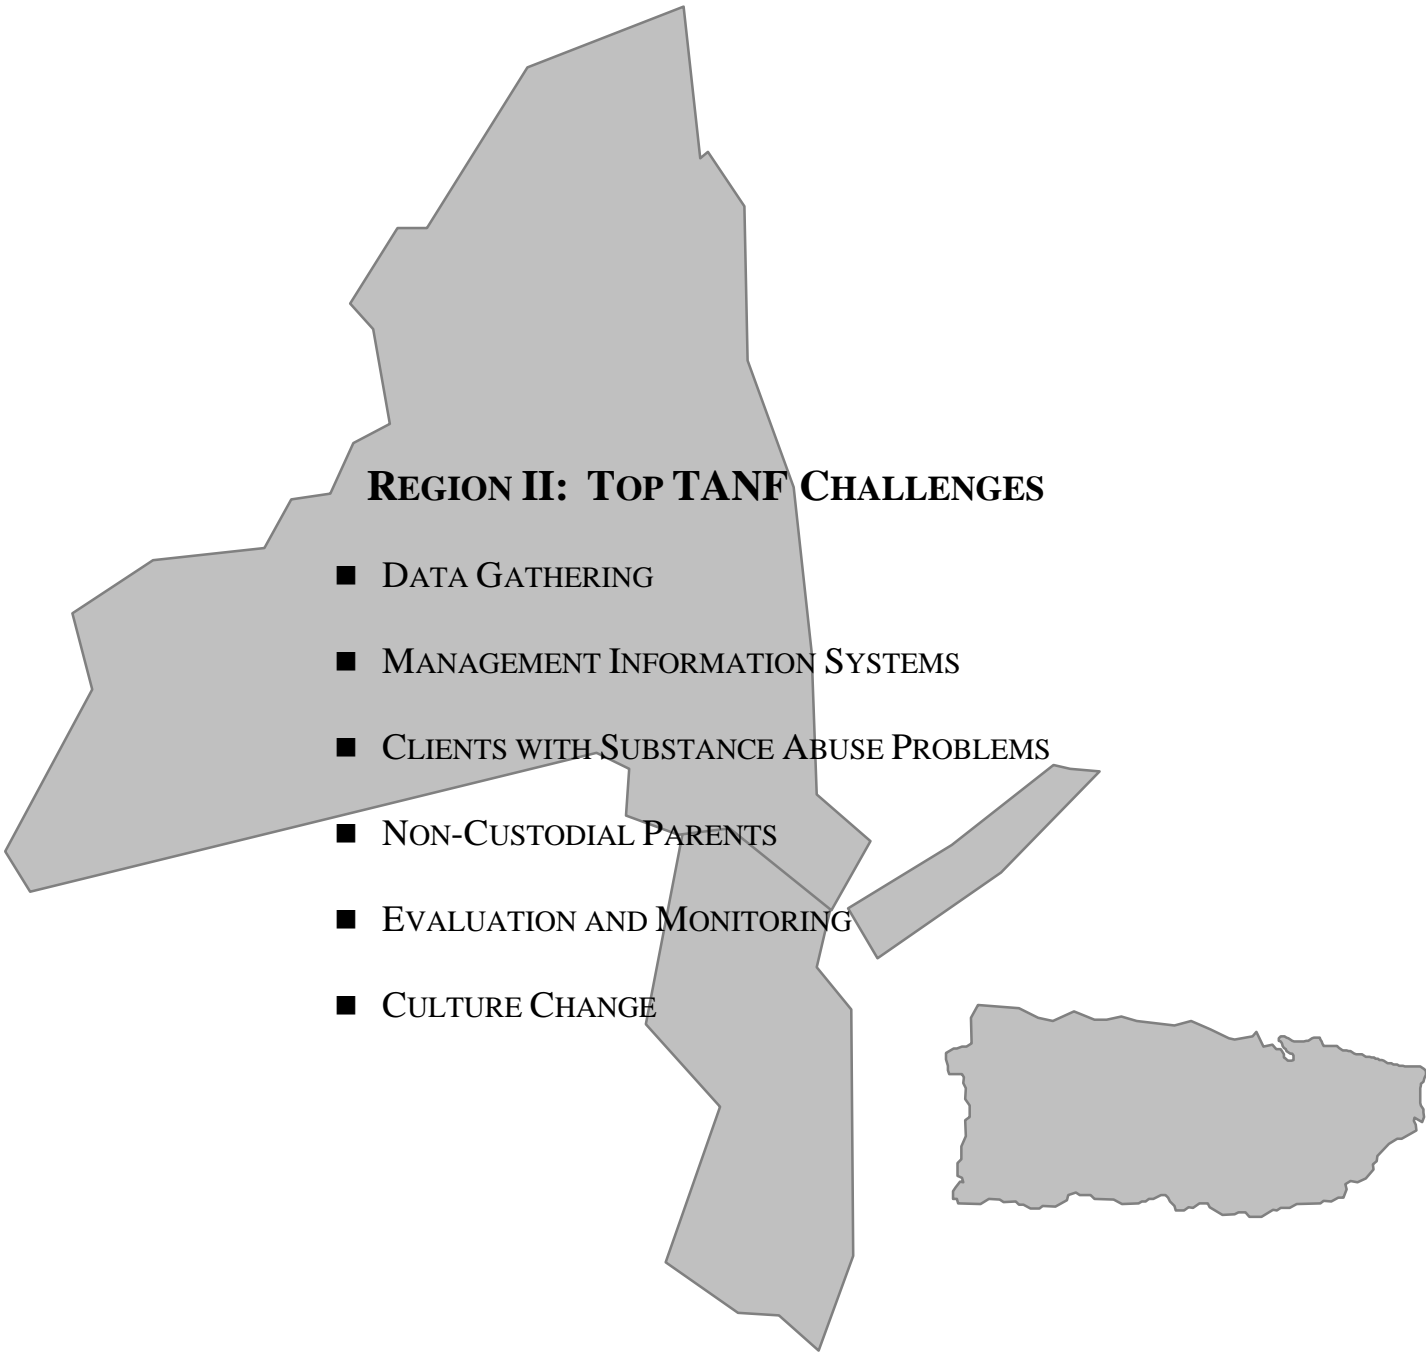 REGION II: TOP TANF CHALLENGES
■ DATA GATHERING
■ MANAGEMENT INFORMATION SYSTEMS
■ CLIENTS WITH SUBSTANCE ABUSE PROBLEMS
■ NON-CUSTODIAL PARENTS
■ EVALUATION AND MONITORING
■ CULTURE CHANGE